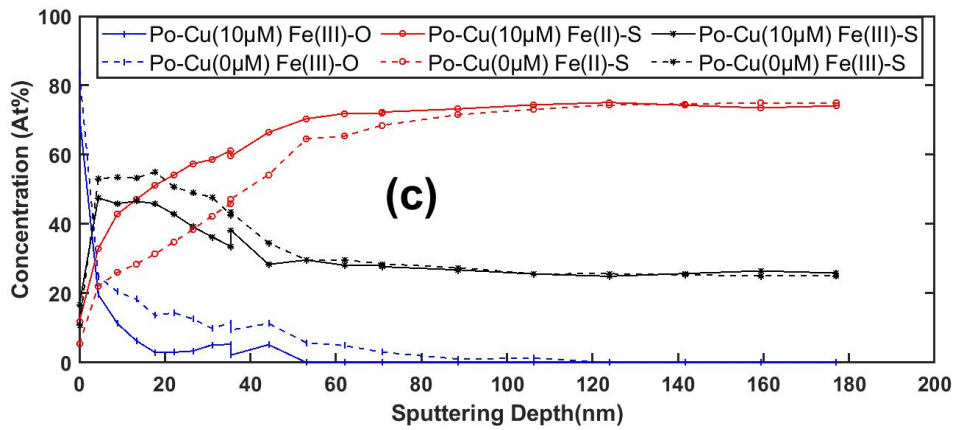 100
80
60
40
20
0
Concentration (At%)
Po-Cu(10μM) Fe(III)-O Po-Cu(10μM) Fe(II)-S Po-Cu(10μM) Fe(III)-S
Po-Cu(0μM) Fe(III)-O Po-Cu(0μM) Fe(II)-S Po-Cu(0μM) Fe(III)-S
(c)
0 20 40 60 80 100 120 140 160 180 200
Sputtering Depth(nm)